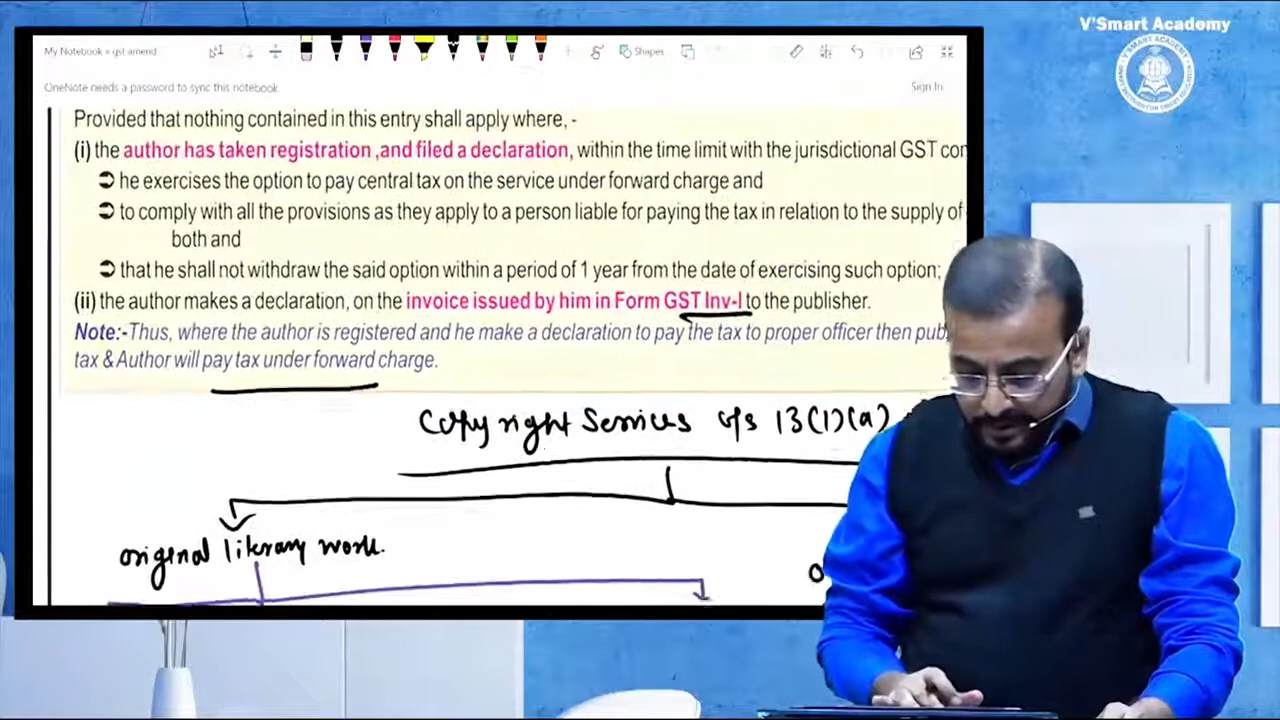 V'Smart Academy
My Notebook » gst amend
Shapes
OneNote needs a password to sync this notebook.
Sign In
Provided that nothing contained in this entry shall apply where, -
(i) the author has taken registration ,and filed a declaration, within the time limit with the jurisdictional GST con
➲ he exercises the option to pay central tax on the service under forward charge and
➲ to comply with all the provisions as they apply to a person liable for paying the tax in relation to the supply of
both and
➲ that he shall not withdraw the said option within a period of 1 year from the date of exercising such option;
(ii) the author makes a declaration, on the invoice issued by him in Form GST Inv-I to the publisher.
Note:-Thus, where the author is registered and he make a declaration to pay the tax to proper officer then pub
tax & Author will pay tax under forward charge.
Copyright Services u/s 13(1)(a)
original literary work.